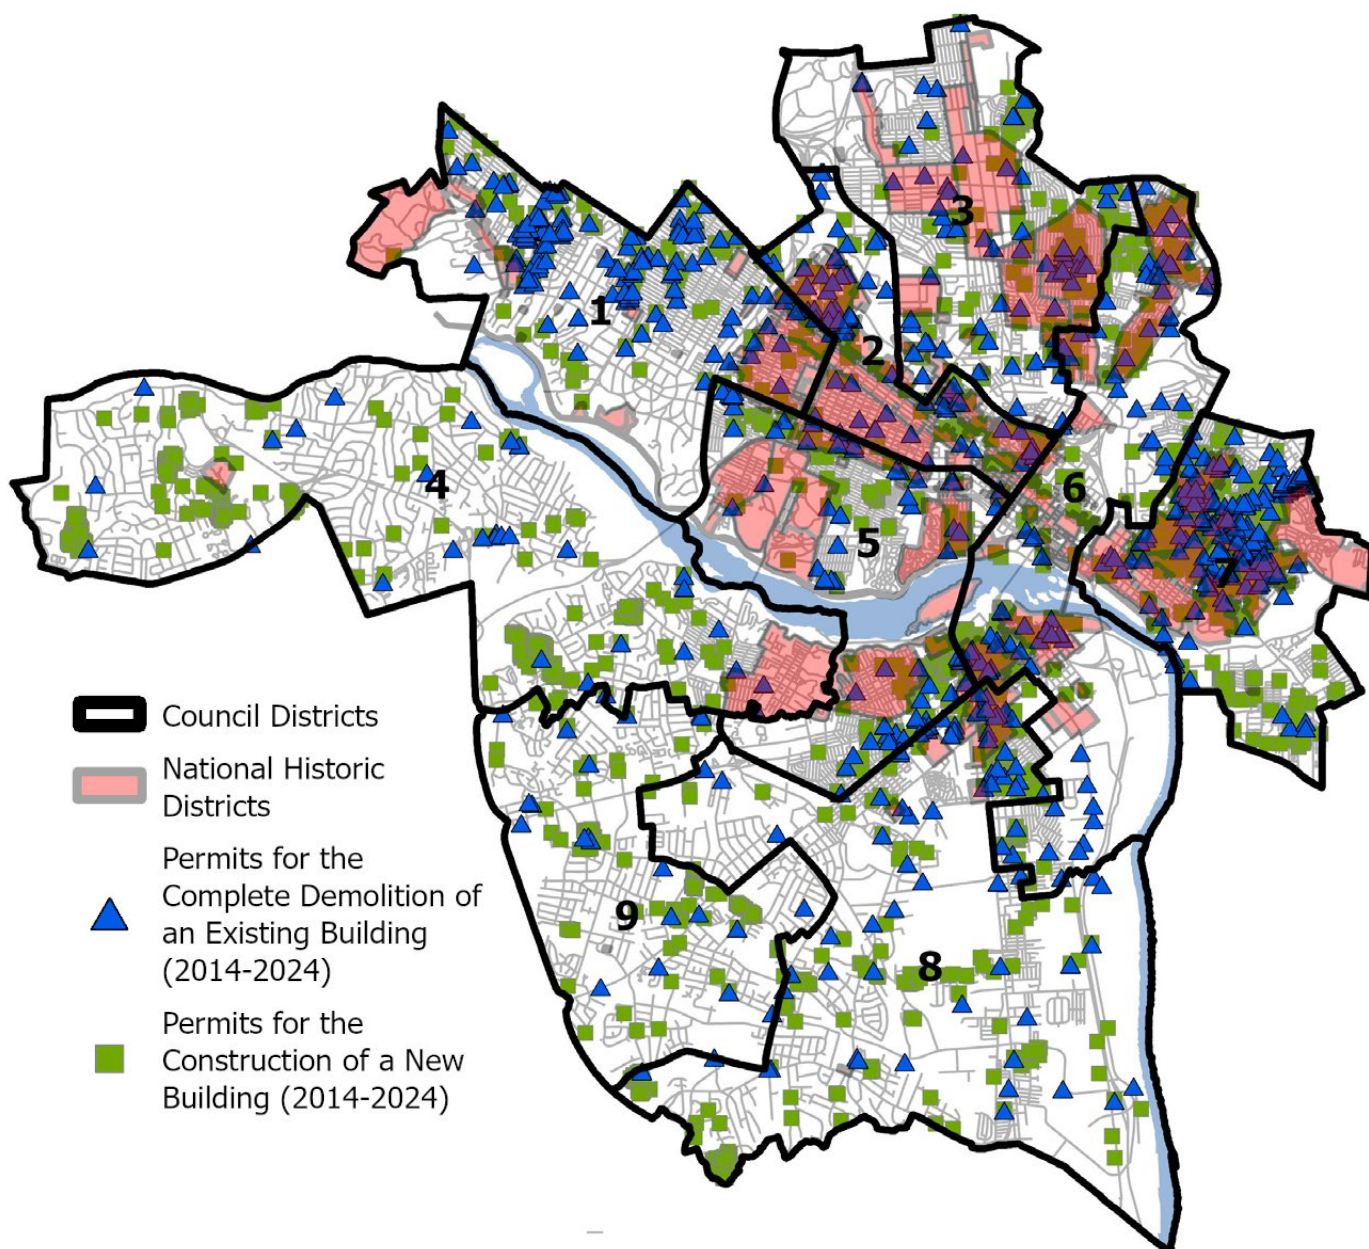 3
1
2
4
6
5
7
Council Districts
National Historic
Districts
Permits for the
Complete Demolition of
an Existing Building
(2014-2024)
Permits for the
Construction of a New
Building (2014-2024)
9
8